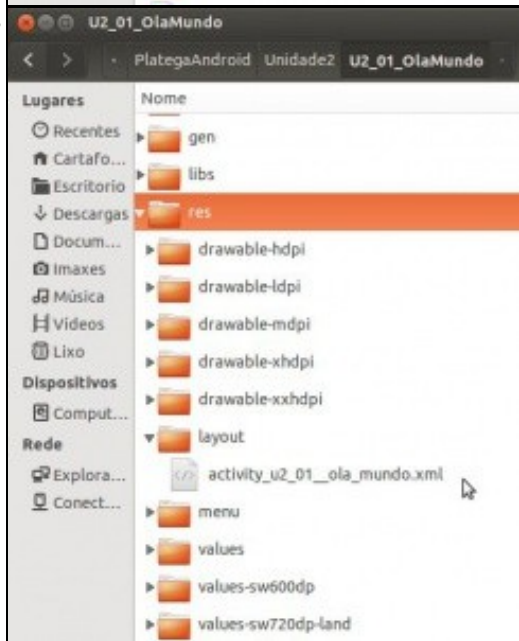 U2_01_OlaMundo
PlategaAndroid Unidade2 U2_01_OlaMundo
Lugares
Recentes
Cartafo...
Escritorio
Descargas
Docum...
Imaxes
Música
Vídeos
Lixo
Dispositivos
Comput...
Rede
Explora...
Conect...
Nome
gen
libs
res
drawable-hdpi
drawable-ldpi
drawable-mdpi
drawable-xhdpi
drawable-xxhdpi
layout
activity_u2_01__ola_mundo.xml
menu
values
values-sw600dp
values-sw720dp-land